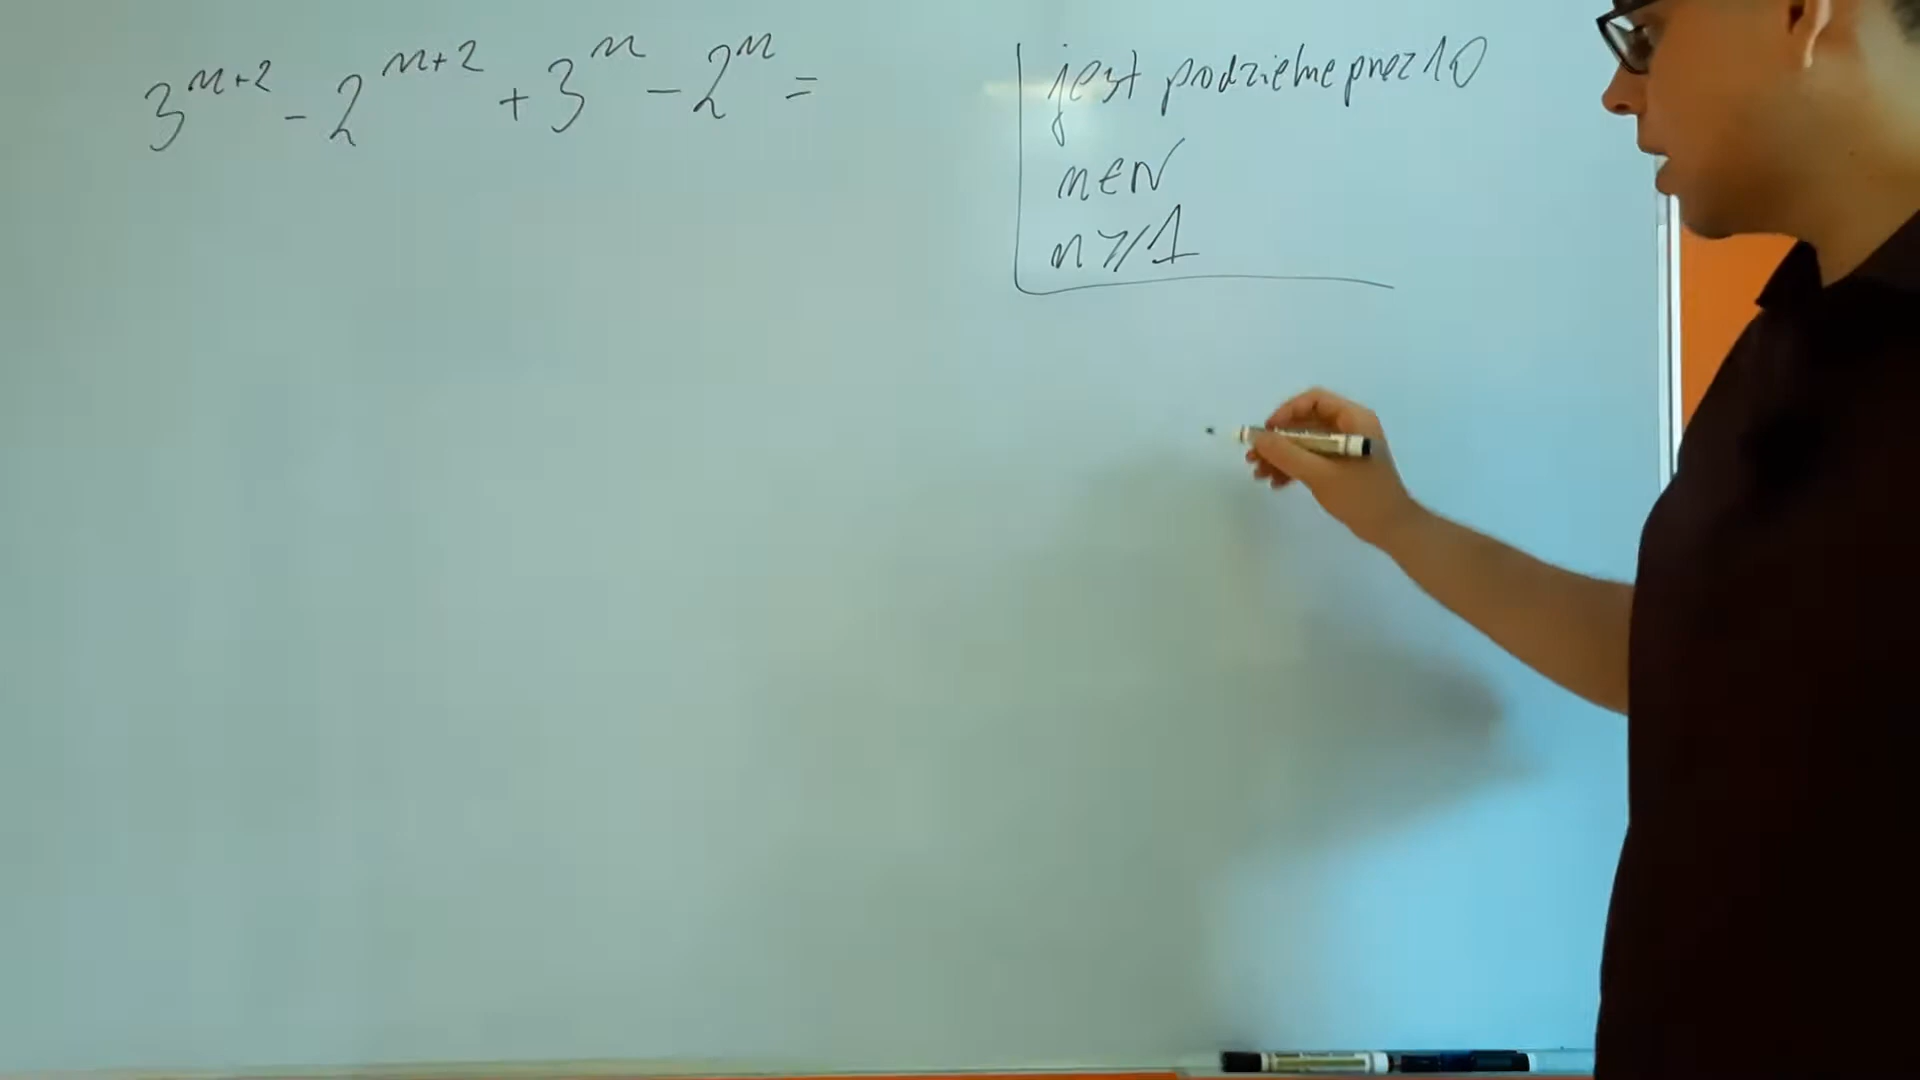 3^{n+2} - 2^{n+2} + 3^n - 2^n =
jest podzielne przez 10
n ∈ N
n ≥ 1